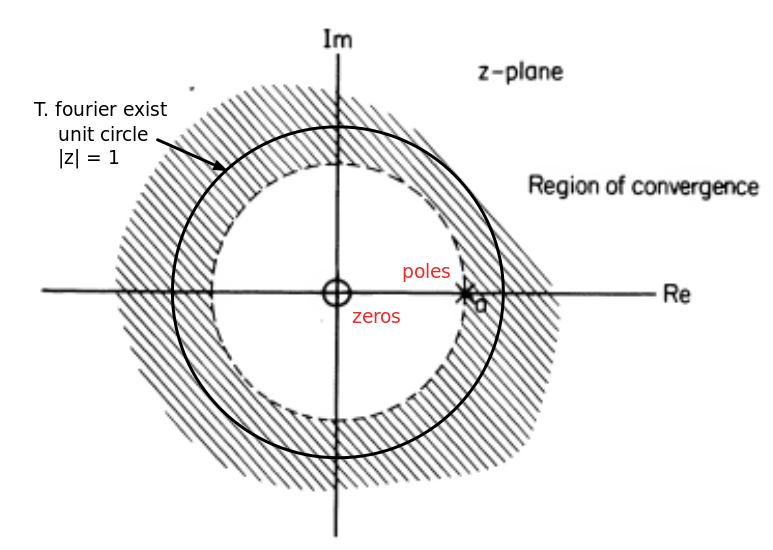 Im
z-plane
T. fourier exist
unit circle
|z| = 1
Region of convergence
poles
a
Re
zeros